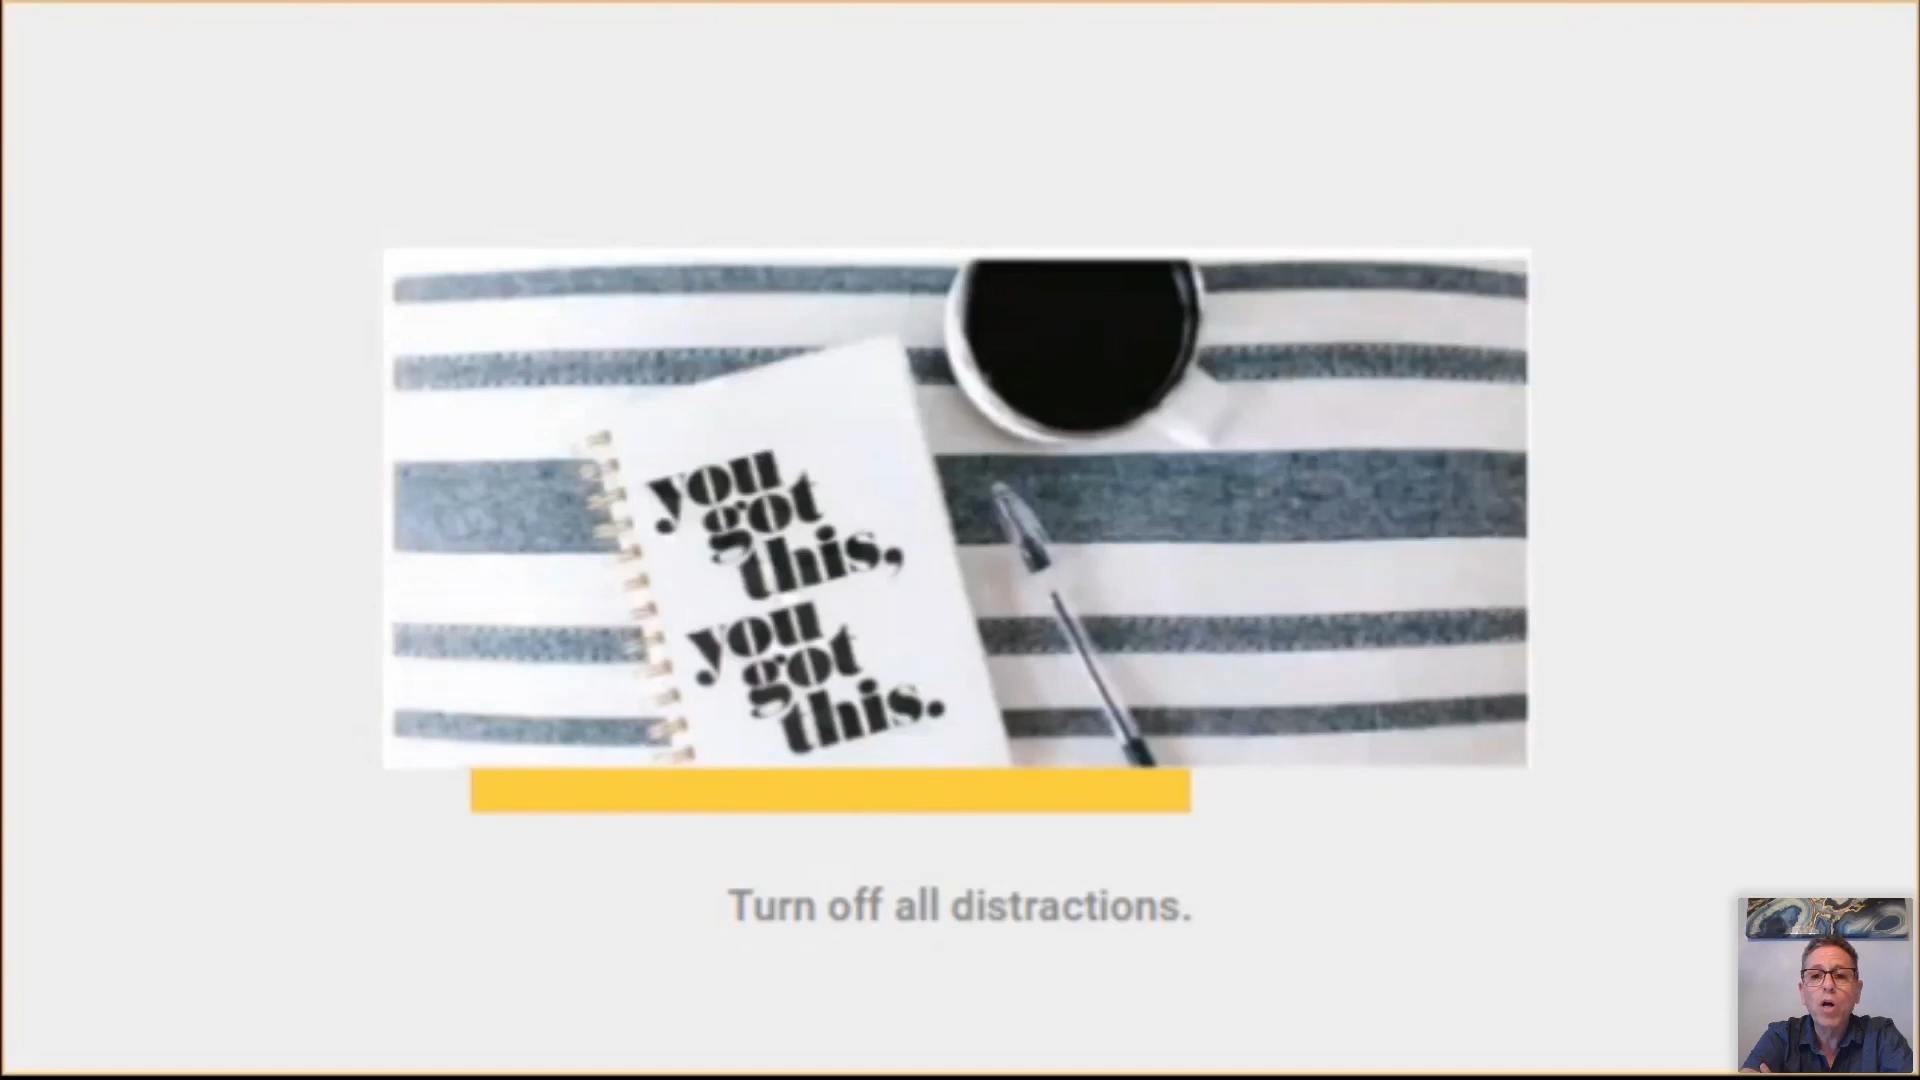 you
got
this,
you
got
this.
Turn off all distractions.